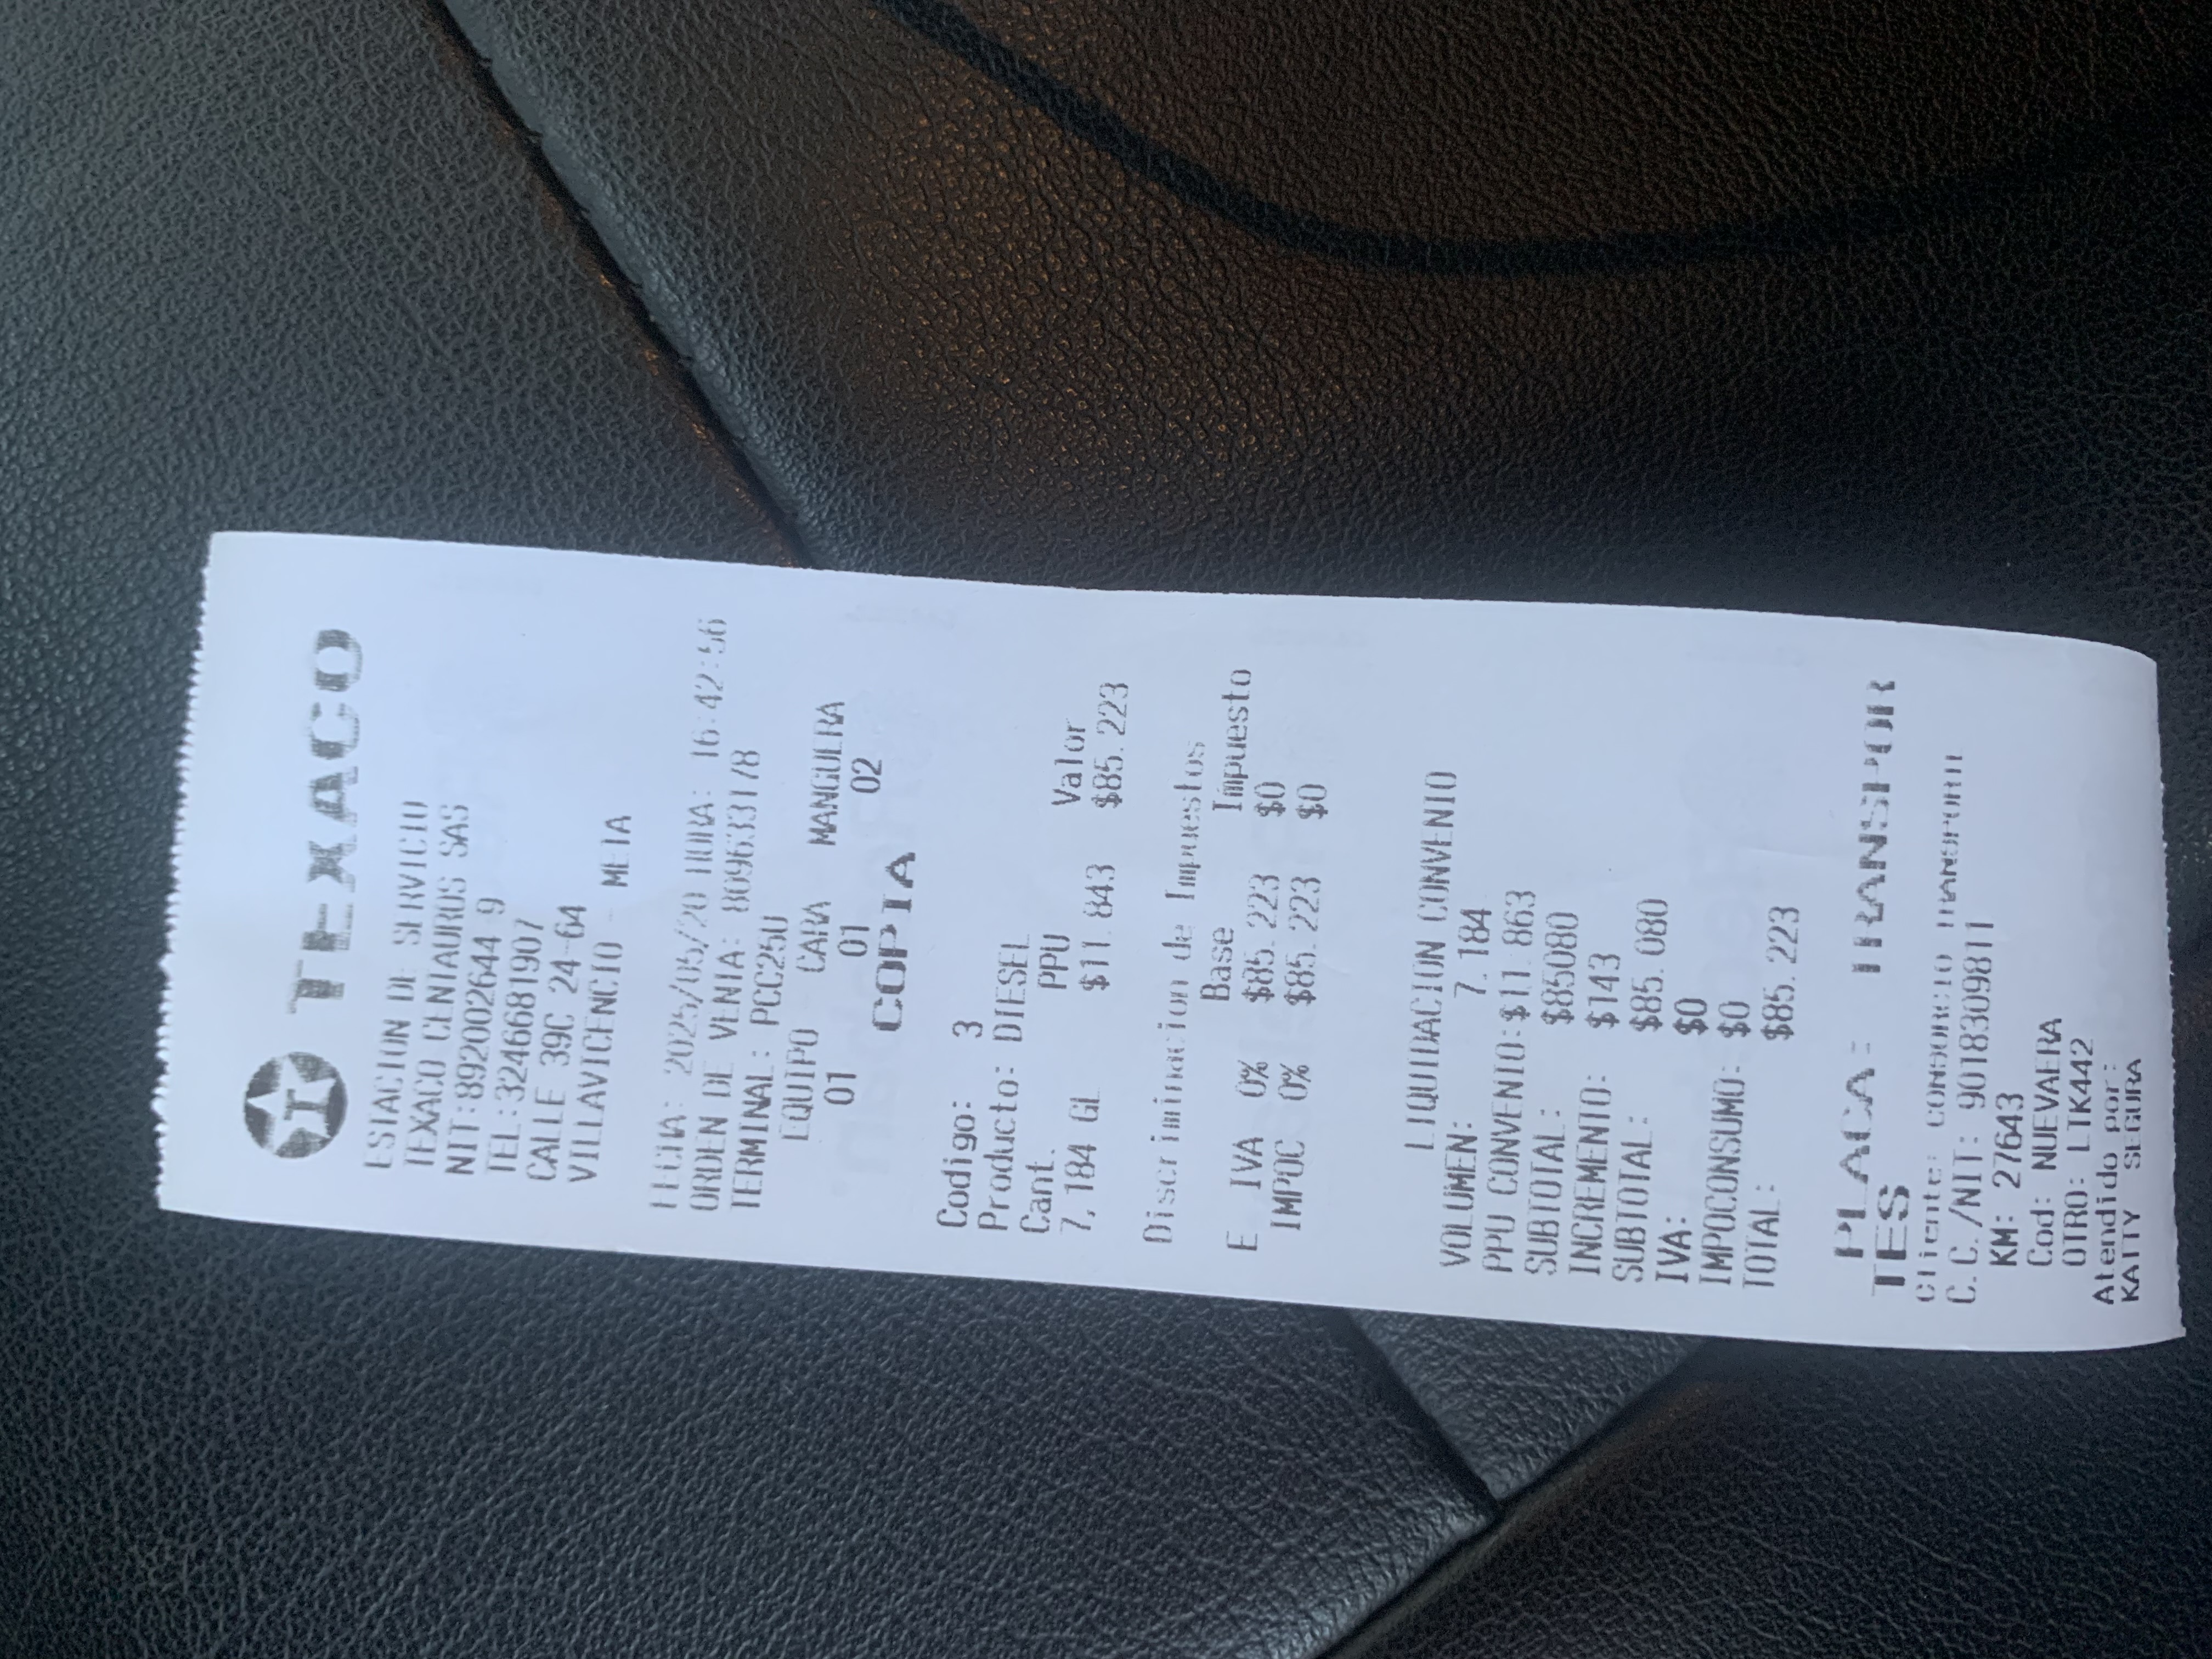 TEXACO
ESTACION DE SERVICIO
TEXACO CENTAUROS SAS
NIT:892002644 9
TEL:3246681907
CALLE 39C 24-64
VILLAVICENCIO - META
FECHA: 2025/05/20 HORA: 16:42:56
ORDEN DE VENTA: 809633178
TERMINAL: PCC250
EQUIPO CARA MANGUERA
01 01 02
COPIA
Codigo: 3
Producto: DIESEL
Cant. PPU Valor
7,184 GL $11.843 $85.223
Discriminacion de Impuestos
Base Impuesto
E IVA 0% $85.223 $0
IMPOC 0% $85.223 $0
LIQUIDACION CONVENIO
VOLUMEN: 7.184
PPU CONVENIO:$11.863
SUBTOTAL: $85080
INCREMENTO: $143
SUBTOTAL: $85.080
IVA: $0
IMPOCONSUMO: $0
TOTAL: $85.223
PLACA: TRANSPOR
TES
Cliente: CONSORCIO TRANSPORTE
C.C./NIT: 9018309811
KM: 27643
Cod: NUEVAERA
OTRO: LTK442
Atendido por:
KATTY SEGURA